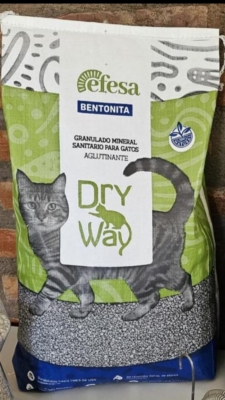 efesa
BENTONITA
GRANULADO MINERAL
SANITARIO PARA GATOS
AGLUTINANTE
DRY
Way